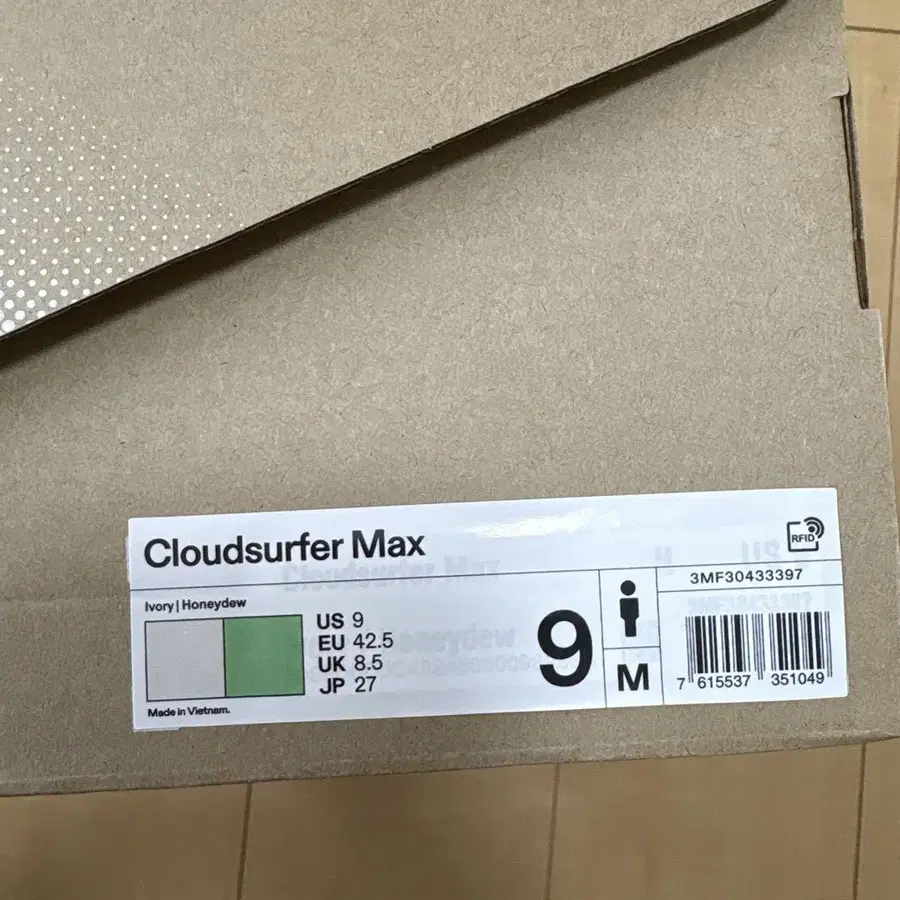 Cloudsurfer Max
RFID
3MF30433397
Ivory | Honeydew
US 9
EU 42.5
UK 8.5
JP 27
9
M
7 615537 351049
Made in Vietnam.